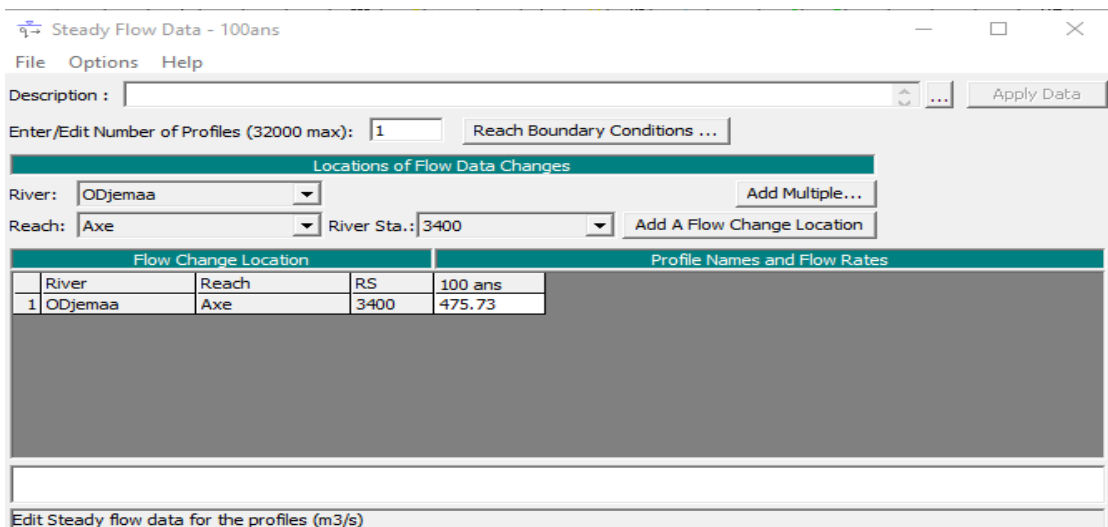 Steady Flow Data - 100ans
File Options Help
Description :
... Apply Data
Enter/Edit Number of Profiles (32000 max): 1 Reach Boundary Conditions ...
Locations of Flow Data Changes
River: ODjemaa Add Multiple...
Reach: Axe River Sta.: 3400 Add A Flow Change Location
Flow Change Location Profile Names and Flow Rates
River Reach RS 100 ans
1 ODjemaa Axe 3400 475.73
Edit Steady flow data for the profiles (m3/s)